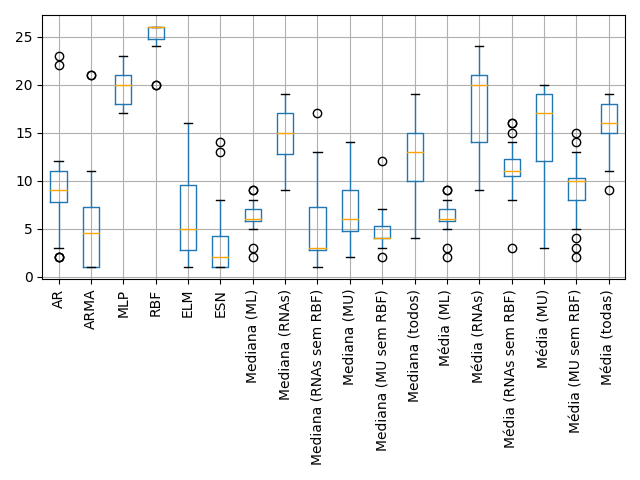 25
20
15
10
5
0
AR
ARMA
MLP
RBF
ELM
ESN
Mediana (ML)
Mediana (RNAs)
Mediana (RNAs sem RBF)
Mediana (MU)
Mediana (MU sem RBF)
Mediana (todos)
Média (ML)
Média (RNAs)
Média (RNAs sem RBF)
Média (MU)
Média (MU sem RBF)
Média (todas)